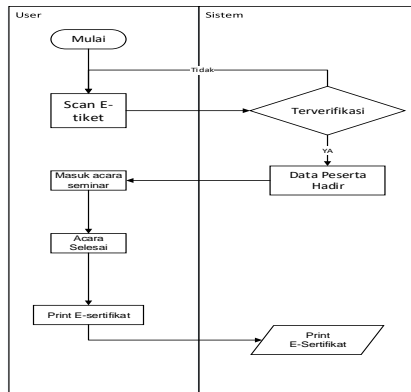 User
Sistem
Mulai
Tidak
Scan E-
tiket
Terverifikasi
YA
Masuk acara
seminar
Data Peserta
Hadir
Acara
Selesai
Print E-sertifikat
Print
E-Sertifikat